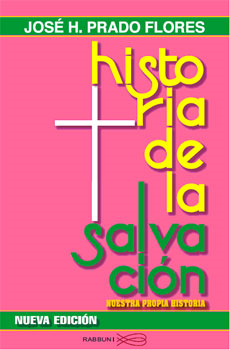 JOSÉ H. PRADO FLORES
histo
ria de
la
salva
ción
NUESTRA PROPIA HISTORIA
NUEVA EDICIÓN
RABBUNI